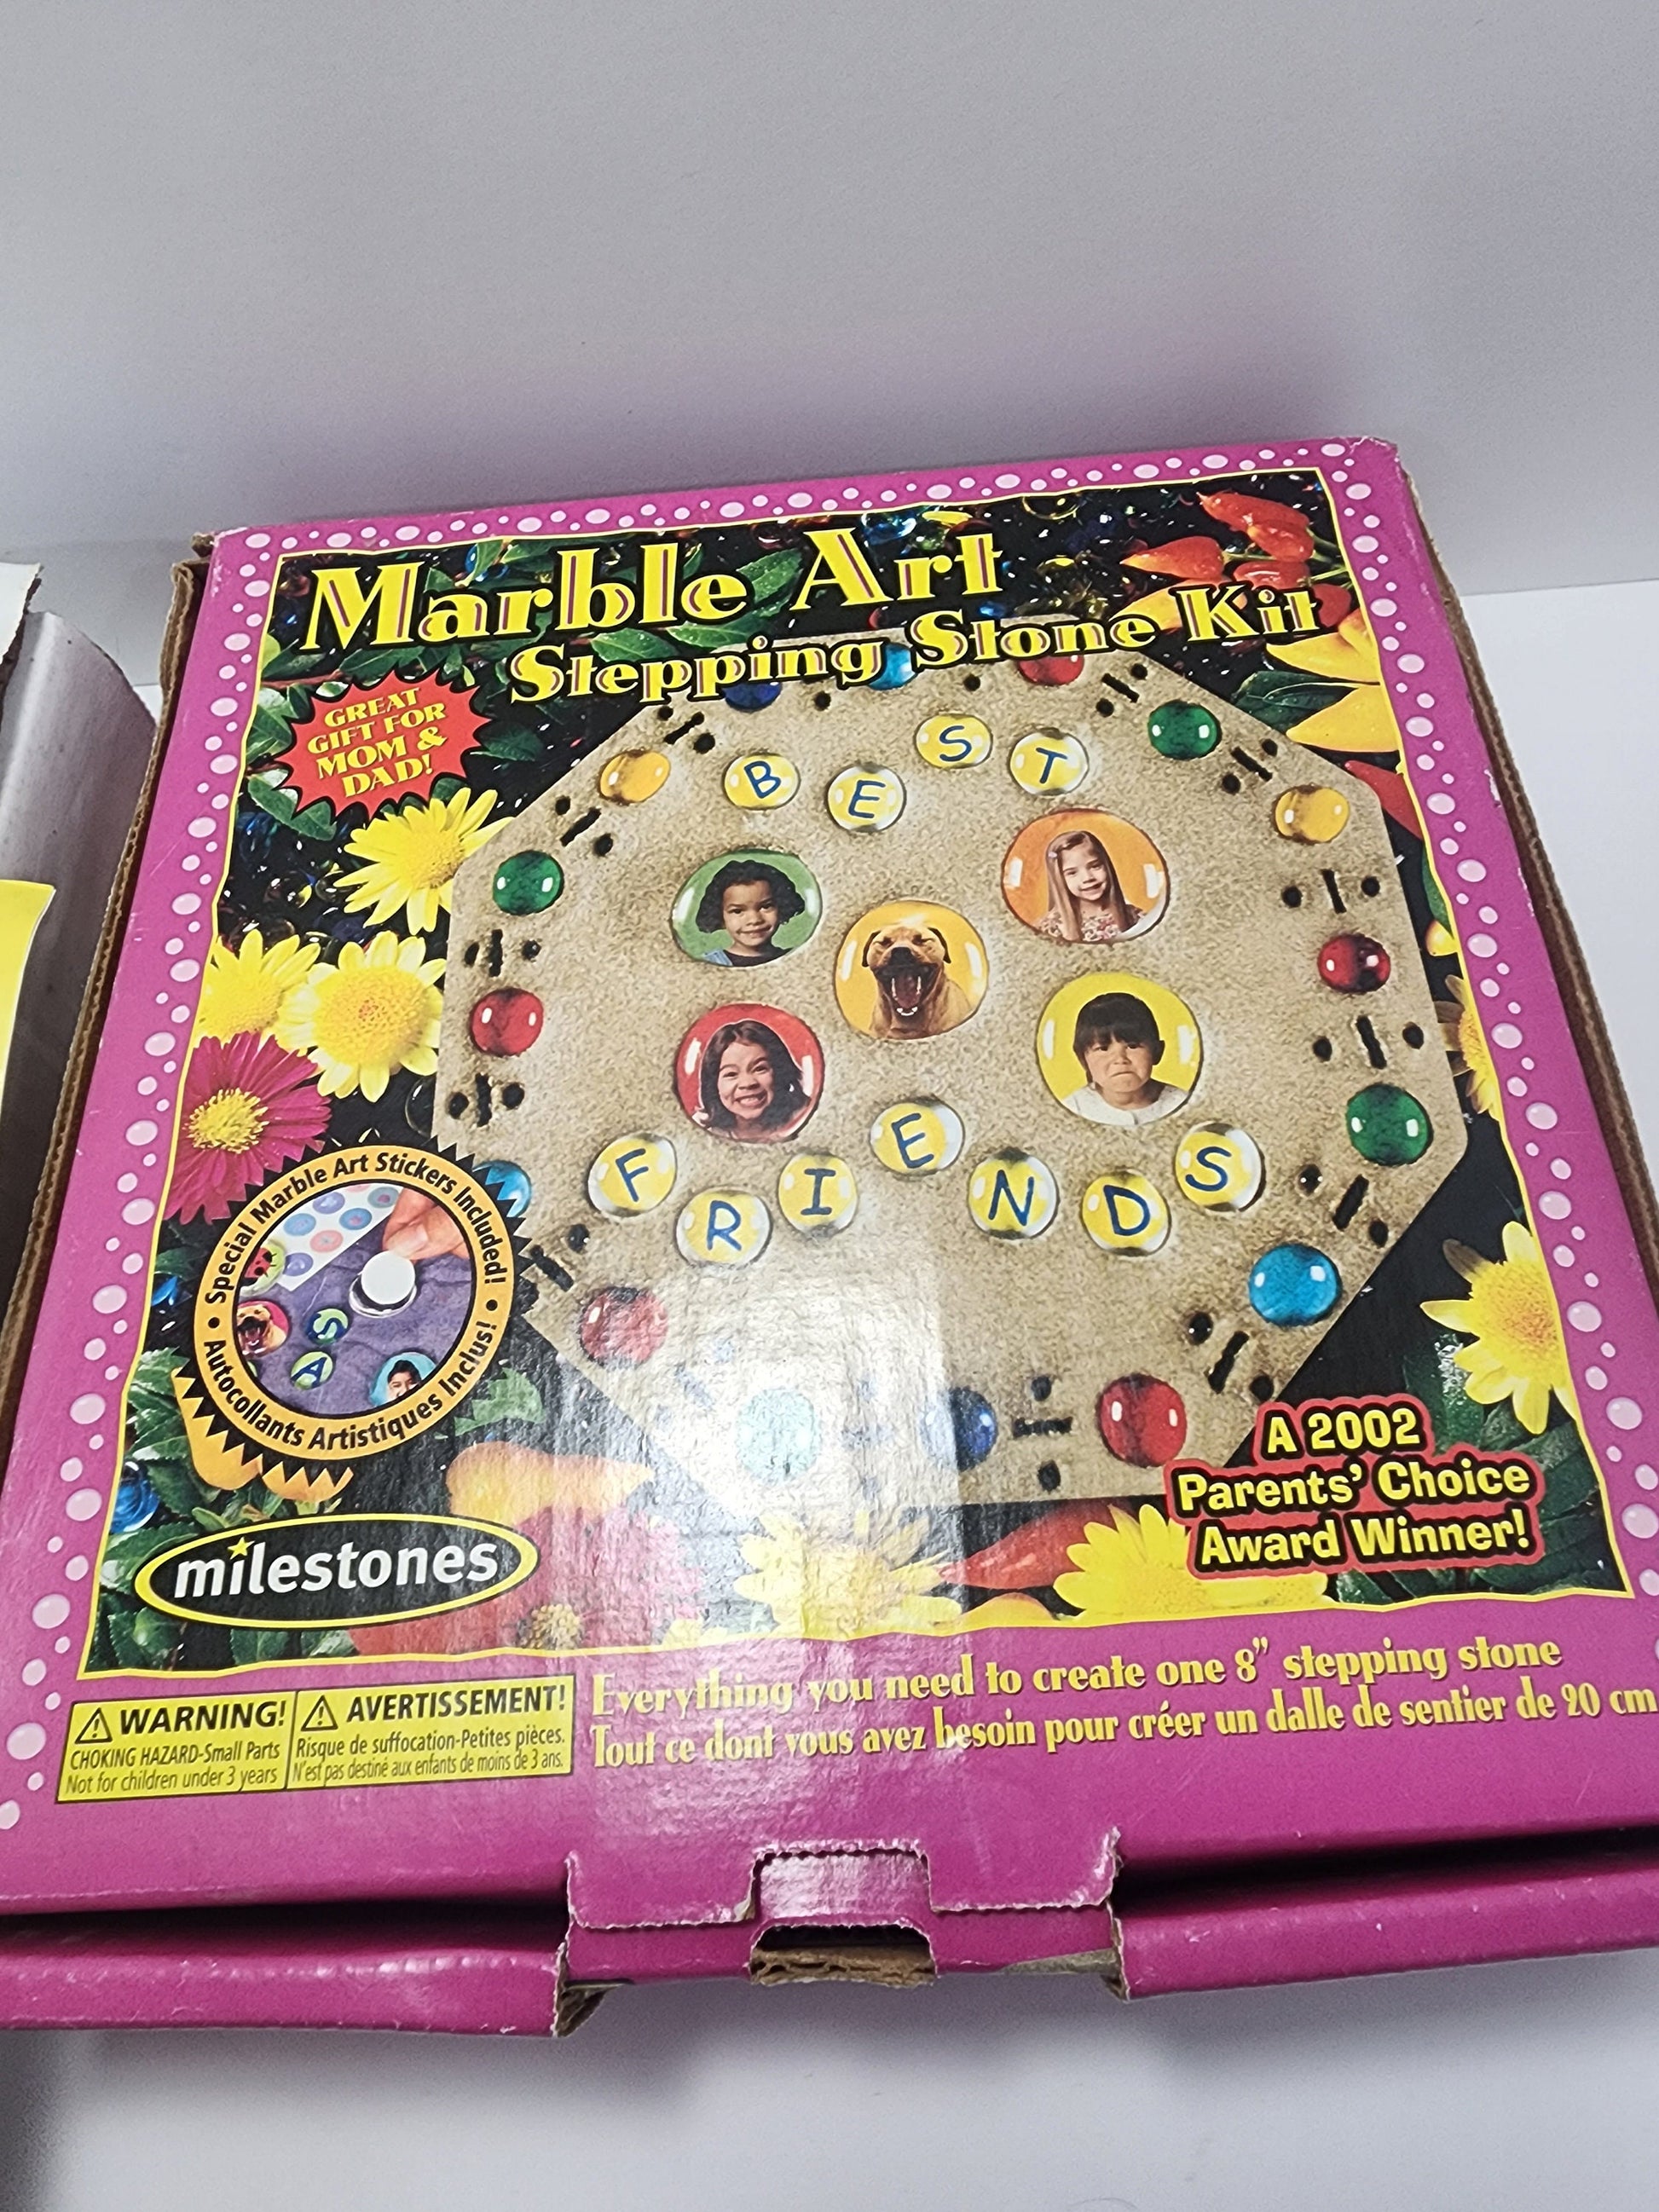 Marble Art
Stepping Stone Kit
GREAT
GIFT FOR
MOM &
DAD!
BEST
FRIENDS
Special Marble Art Stickers Included!
Autocollants Artistiques Inclus!
S
A
milestones
A 2002
Parents' Choice
Award Winner!
WARNING!
CHOKING HAZARD-Small Parts
Not for children under 3 years
AVERTISSEMENT!
Risque de suffocation-Petites pièces.
N'est pas destiné aux enfants de moins de 3 ans.
Everything you need to create one 8" stepping stone
Tout ce dont vous avez besoin pour créer un dalle de sentier de 20 cm